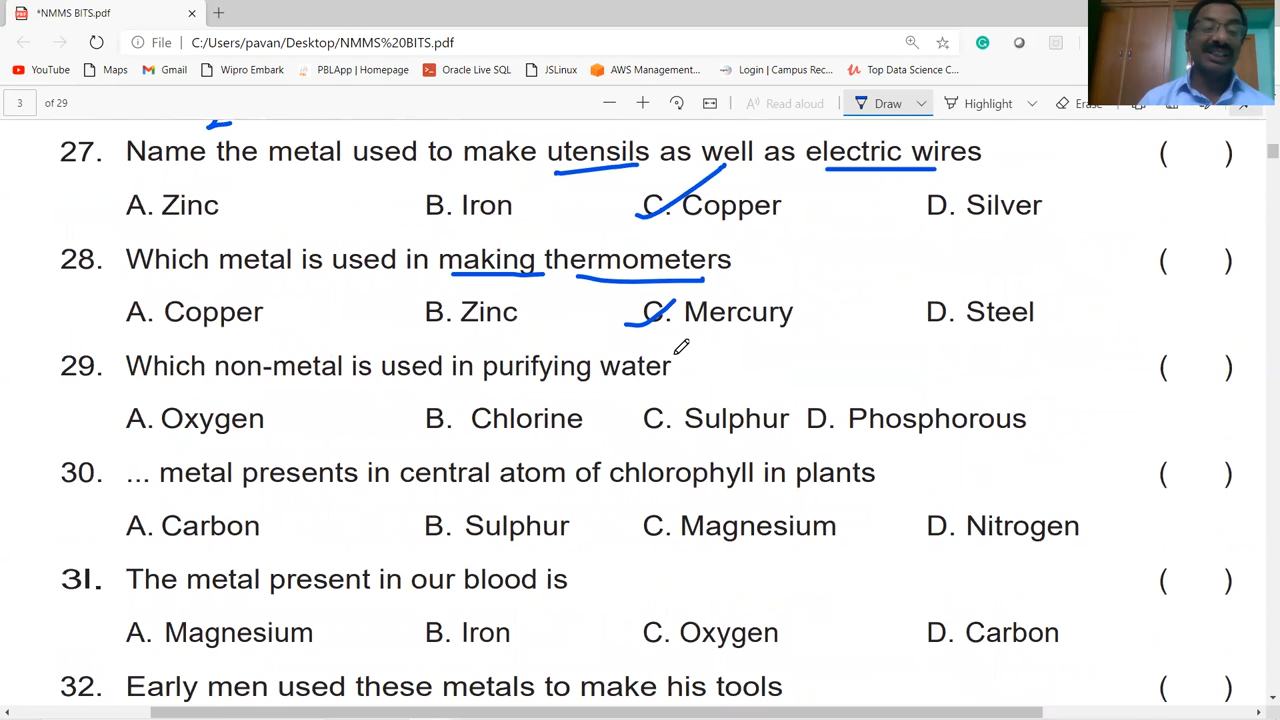 *NMMS BITS.pdf
File C:/Users/pavan/Desktop/NMMS%20BITS.pdf
YouTube Maps Gmail Wipro Embark PBLApp | Homepage Oracle Live SQL JSLinux AWS Management... Login | Campus Rec... Top Data Science C...
3 of 29 Read aloud Draw Highlight Erase
27. Name the metal used to make utensils as well as electric wires ( )
A. Zinc B. Iron C. Copper D. Silver
28. Which metal is used in making thermometers ( )
A. Copper B. Zinc C. Mercury D. Steel
29. Which non-metal is used in purifying water ( )
A. Oxygen B. Chlorine C. Sulphur D. Phosphorous
30. ... metal presents in central atom of chlorophyll in plants ( )
A. Carbon B. Sulphur C. Magnesium D. Nitrogen
31. The metal present in our blood is ( )
A. Magnesium B. Iron C. Oxygen D. Carbon
32. Early men used these metals to make his tools ( )